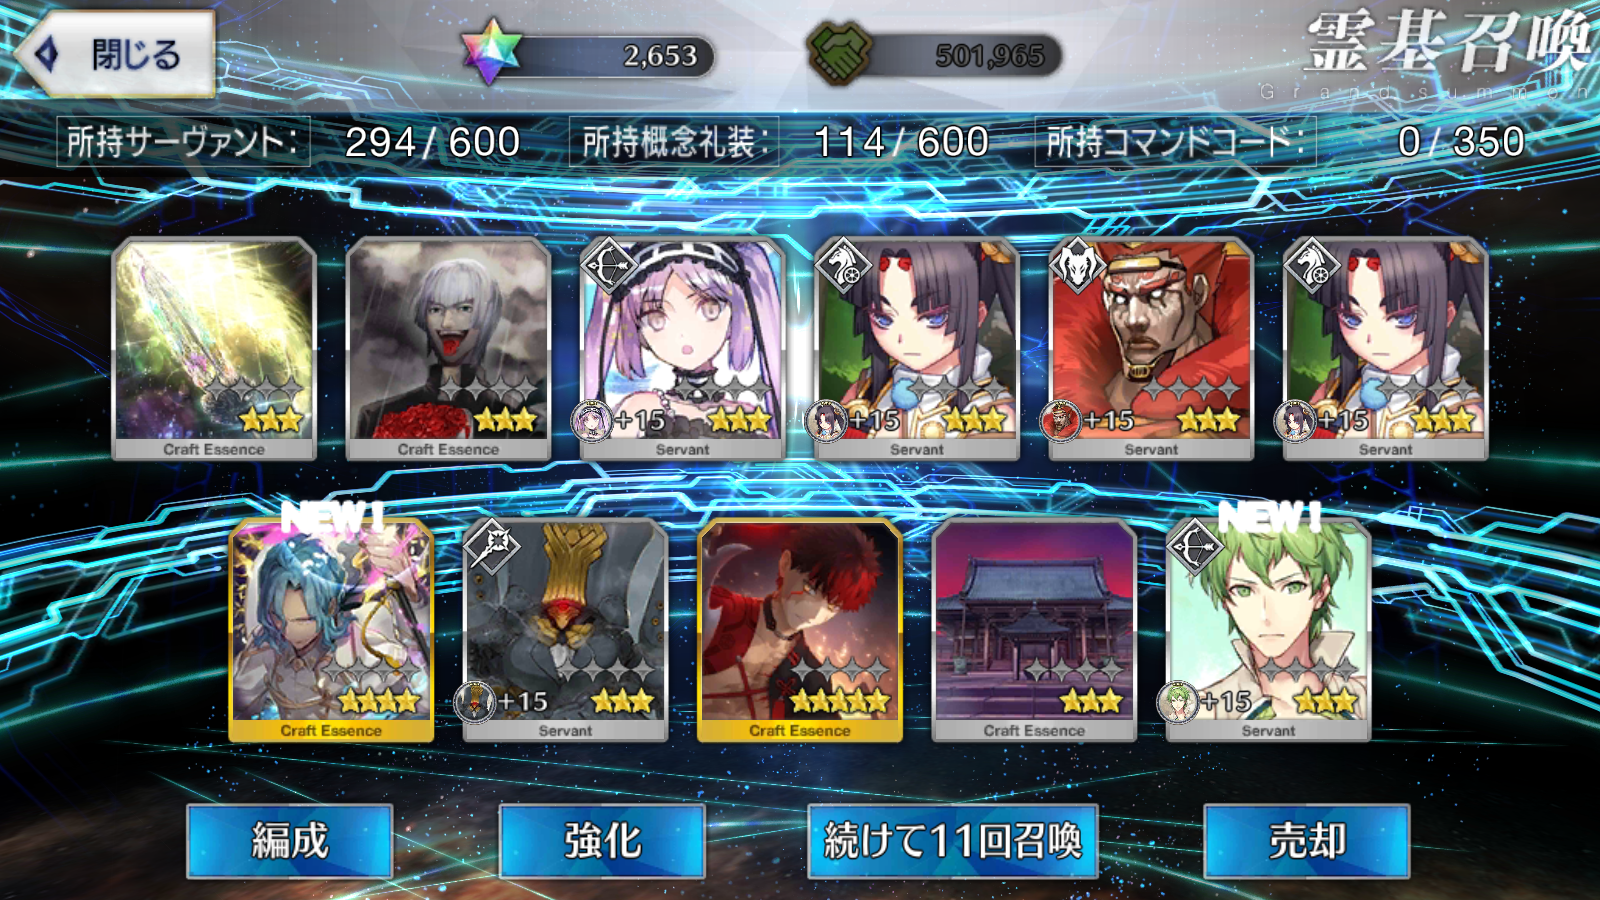 閉じる
2,653
501,965
霊基召喚
Grand summon
所持サーヴァント: 294/600
所持概念礼装: 114/600
所持コマンドコード: 0/350
Craft Essence
Craft Essence
+15
Servant
+15
Servant
+15
Servant
+15
Servant
NEW!
Craft Essence
+15
Servant
Craft Essence
Craft Essence
NEW!
+15
Servant
編成
強化
続けて11回召喚
売却